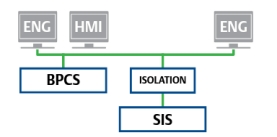 ENG HMI ENG
BPCS ISOLATION
SIS